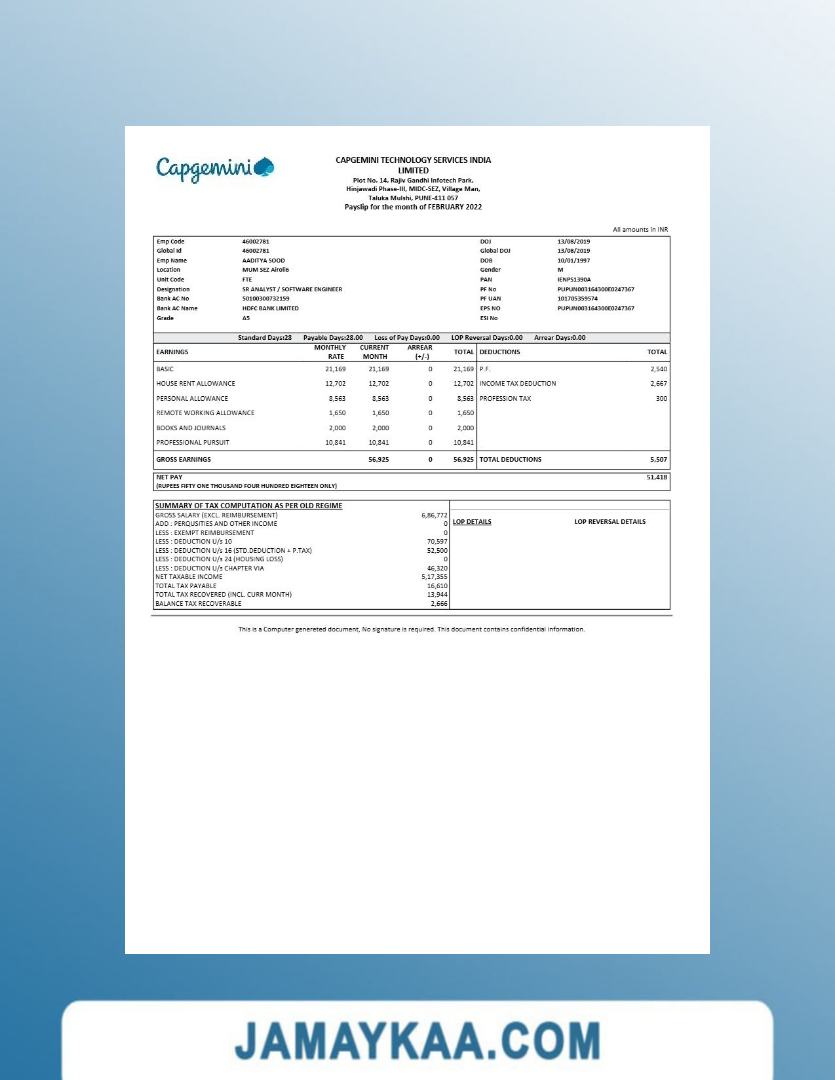 Capgemini
CAPGEMINI TECHNOLOGY SERVICES INDIA
LIMITED
Plot No. 14, Rajiv Gandhi Infotech Park,
Hinjawadi Phase-III, MIDC-SEZ, Village Man,
Taluka Mulshi, PUNE-411 057
Payslip for the month of FEBRUARY 2022
All amounts in INR
Emp Code 46002781 DOJ 13/08/2019
Global Id 46002781 Global DOJ 13/08/2019
Emp Name AADITYA SOOD DOB 10/01/1997
Location MUM SEZ Airoli6 Gender M
Unit Code FTE PAN IENPS1390A
Designation SR ANALYST / SOFTWARE ENGINEER PF No PUPUN003164300E0247367
Bank AC No 50100300732159 PF UAN 101705359574
Bank AC Name HDFC BANK LIMITED EPS NO PUPUN003164300E0247367
Grade A5 ESI No
Standard Days:28 Payable Days:28.00 Loss of Pay Days:0.00 LOP Reversal Days:0.00 Arrear Days:0.00
EARNINGS MONTHLY RATE CURRENT MONTH ARREAR (+/-) TOTAL DEDUCTIONS TOTAL
BASIC 21,169 21,169 0 21,169 P.F. 2,540
HOUSE RENT ALLOWANCE 12,702 12,702 0 12,702 INCOME TAX DEDUCTION 2,667
PERSONAL ALLOWANCE 8,563 8,563 0 8,563 PROFESSION TAX 300
REMOTE WORKING ALLOWANCE 1,650 1,650 0 1,650
BOOKS AND JOURNALS 2,000 2,000 0 2,000
PROFESSIONAL PURSUIT 10,841 10,841 0 10,841
GROSS EARNINGS 56,925 0 56,925 TOTAL DEDUCTIONS 5,507
NET PAY 51,418
(RUPEES FIFTY ONE THOUSAND FOUR HUNDRED EIGHTEEN ONLY)
SUMMARY OF TAX COMPUTATION AS PER OLD REGIME
GROSS SALARY (EXCL. REIMBURSEMENT) 6,86,772
ADD : PERQUSITIES AND OTHER INCOME 0
LESS : EXEMPT REIMBURSEMENT 0
LESS : DEDUCTION U/s 10 70,597
LESS : DEDUCTION U/s 16 (STD.DEDUCTION + P.TAX) 52,500
LESS : DEDUCTION U/s 24 (HOUSING LOSS) 0
LESS : DEDUCTION U/s CHAPTER VIA 46,320
NET TAXABLE INCOME 5,17,355
TOTAL TAX PAYABLE 16,610
TOTAL TAX RECOVERED (INCL. CURR MONTH) 13,944
BALANCE TAX RECOVERABLE 2,666
LOP DETAILS LOP REVERSAL DETAILS
This is a Computer genereted document, No signature is required. This document contains confidential information.
JAMAYKAA.COM